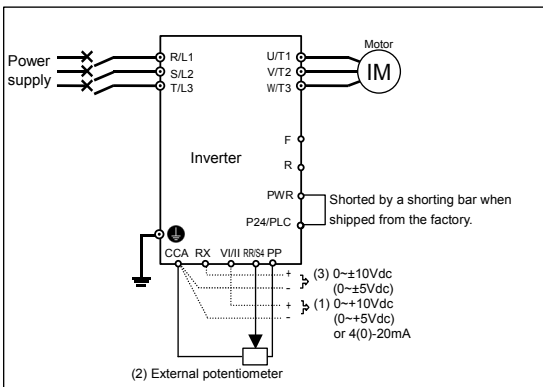 Power supply
R/L1
S/L2
T/L3
U/T1
V/T2
W/T3
Motor
IM
F
R
Inverter
PWR
P24/PLC
Shorted by a shorting bar when
shipped from the factory.
CCA RX VI/II RR/S4 PP
+ (3) 0~±10Vdc
- (0~±5Vdc)
+ (1) 0~+10Vdc
- (0~+5Vdc)
or 4(0)-20mA
(2) External potentiometer